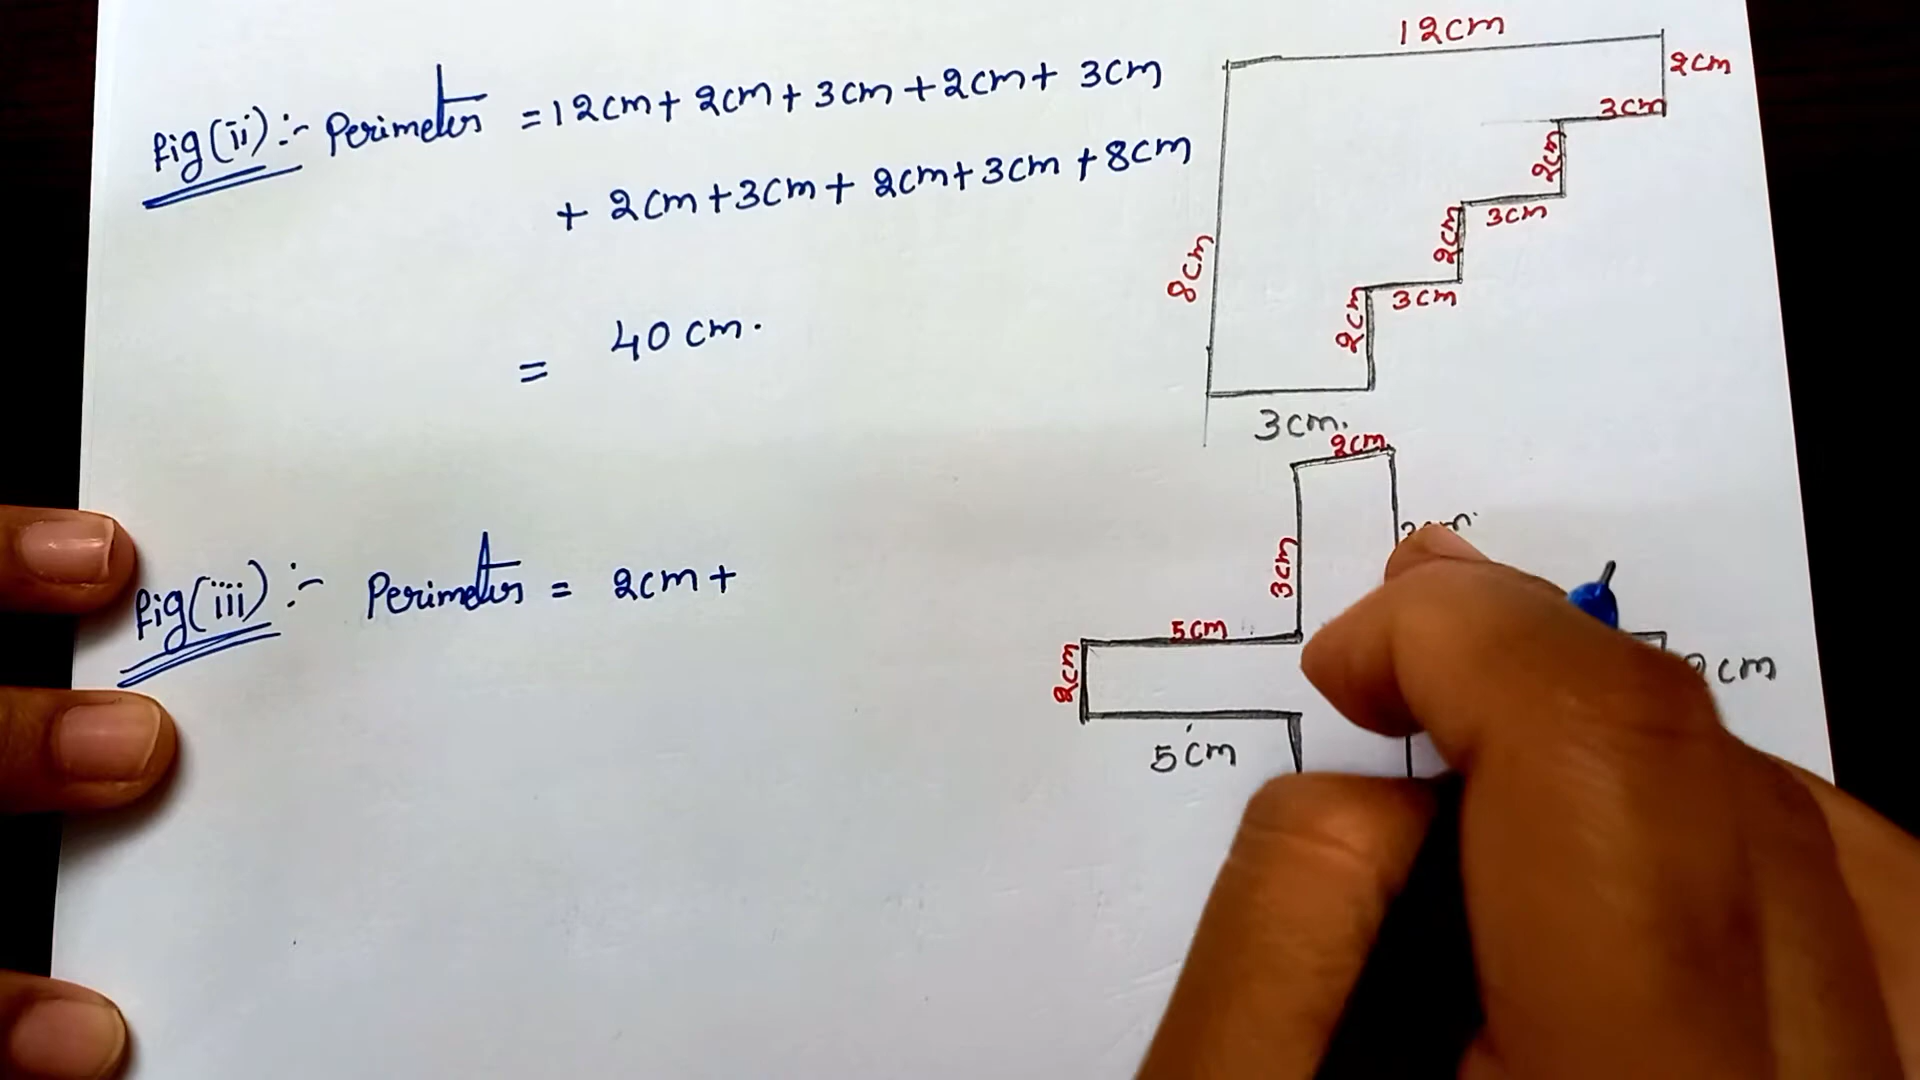 Fig(ii):- Perimeter = 12cm + 2cm + 3cm + 2cm + 3cm
+ 2cm + 3cm + 2cm + 3cm + 8cm
= 40 cm.
12cm
2cm
3cm
2cm
3cm
2cm
3cm
2cm
8cm
3cm.
Fig(iii):- Perimeter = 2cm +
2cm
3cm
5cm
2cm
5cm
cm